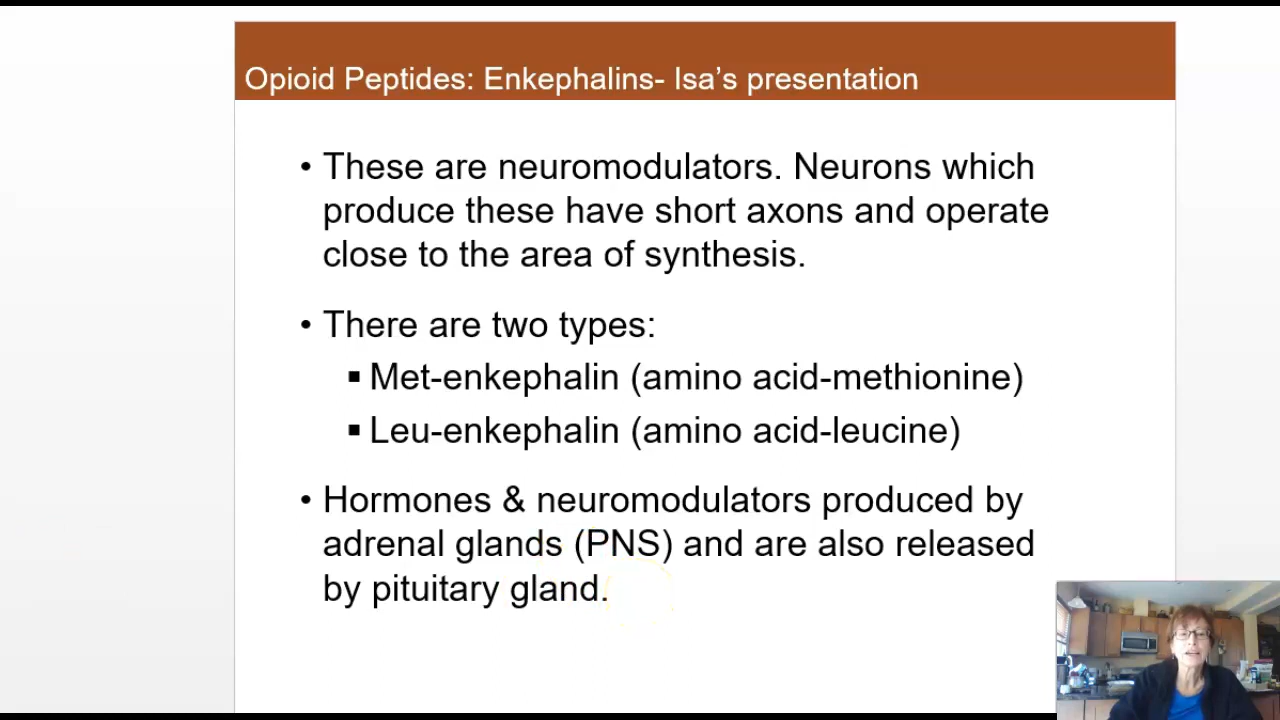 Opioid Peptides: Enkephalins- Isa’s presentation
• These are neuromodulators. Neurons which
produce these have short axons and operate
close to the area of synthesis.
• There are two types:
▪ Met-enkephalin (amino acid-methionine)
▪ Leu-enkephalin (amino acid-leucine)
• Hormones & neuromodulators produced by
adrenal glands (PNS) and are also released
by pituitary gland.